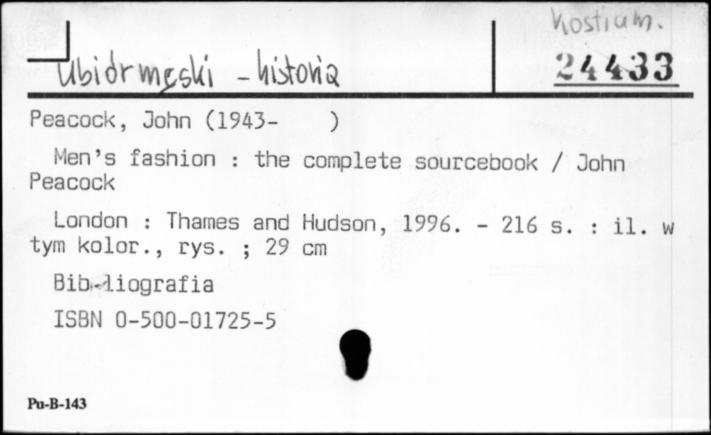 kostium.
Ubiór męski - historia
24433
Peacock, John (1943-    )
Men's fashion : the complete sourcebook / John
Peacock
London : Thames and Hudson, 1996. - 216 s. : il. w
tym kolor., rys. ; 29 cm
Bibliografia
ISBN 0-500-01725-5
Pu-B-143